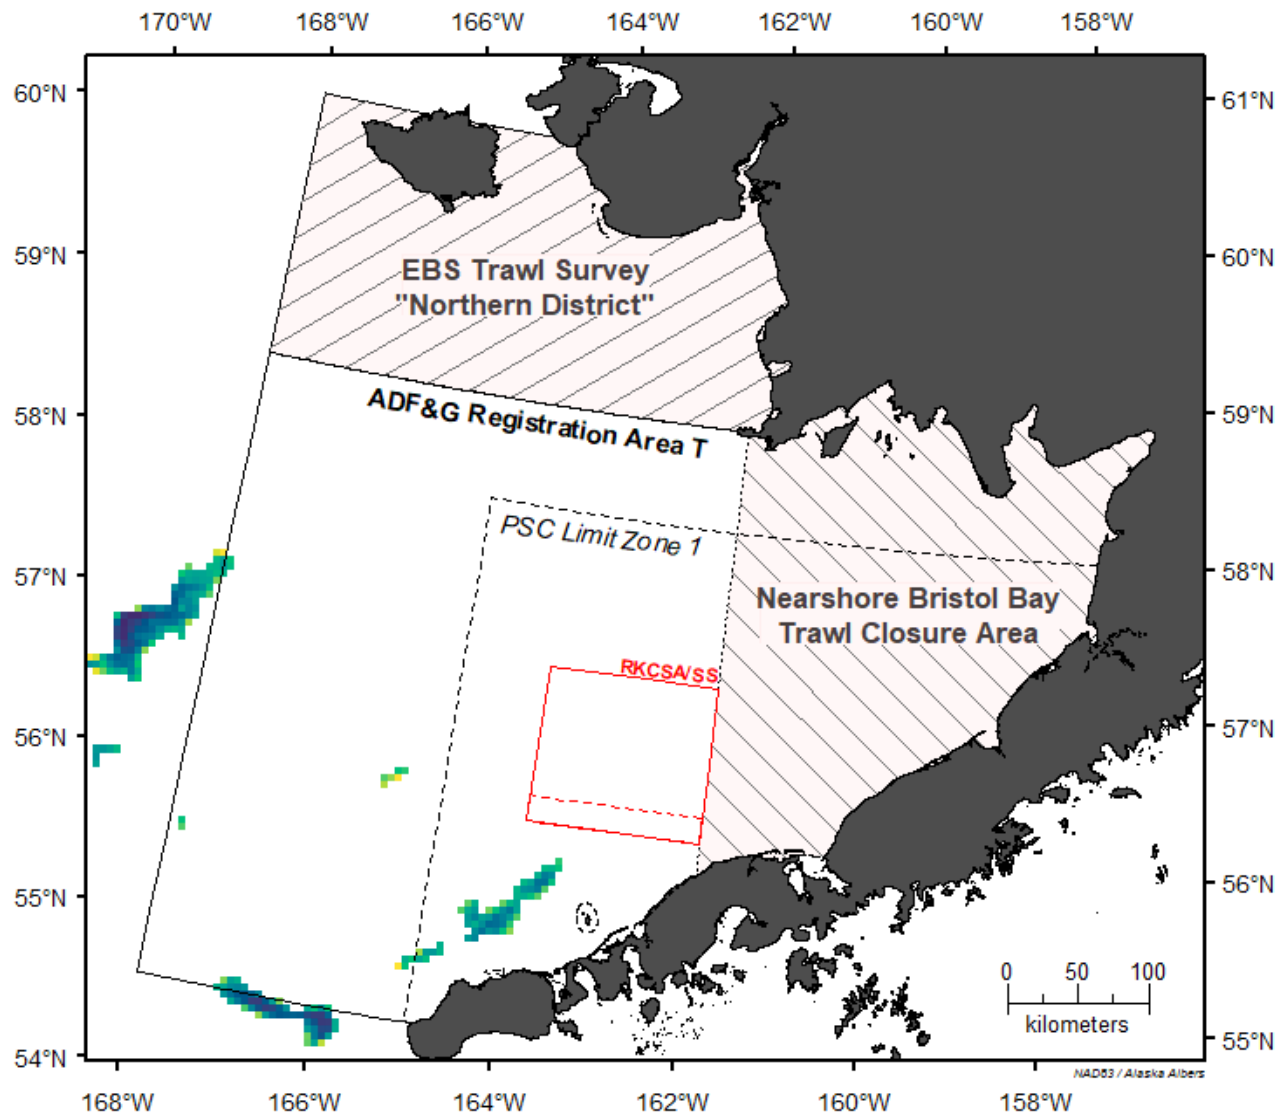 170°W 168°W 166°W 164°W 162°W 160°W 158°W
60°N
61°N
59°N
60°N
EBS Trawl Survey
"Northern District"
58°N
59°N
ADF&G Registration Area T
PSC Limit Zone 1
57°N
58°N
Nearshore Bristol Bay
Trawl Closure Area
RKCSA/SS
56°N
57°N
55°N
56°N
0 50 100
kilometers
54°N
55°N
NAD83 / Alaska Albers
168°W 166°W 164°W 162°W 160°W 158°W